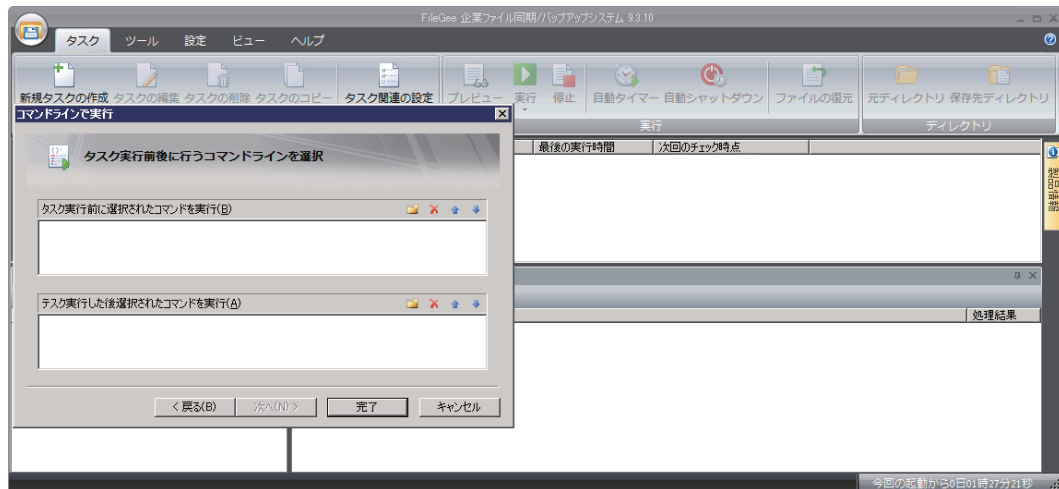 FileGee 企業ファイル同期/バップアップシステム 9.3.10
タスク ツール 設定 ビュー ヘルプ
新規タスクの作成 タスクの編集 タスクの削除 タスクのコピー タスク関連の設定 プレビュー 実行 停止 自動タイマー 自動シャットダウン ファイルの復元 元ディレクトリ 保存先ディレクトリ
実行 ディレクトリ
コマンドラインで実行
タスク実行前後に行うコマンドラインを選択
最後の実行時間 次回のチェック時点
製品情報
タスク実行前に選択されたコマンドを実行(B)
テスク実行した後選択されたコマンドを実行(A)
処理結果
< 戻る(B) 次へ(N) > 完了 キャンセル
今回の起動から0日01時27分21秒